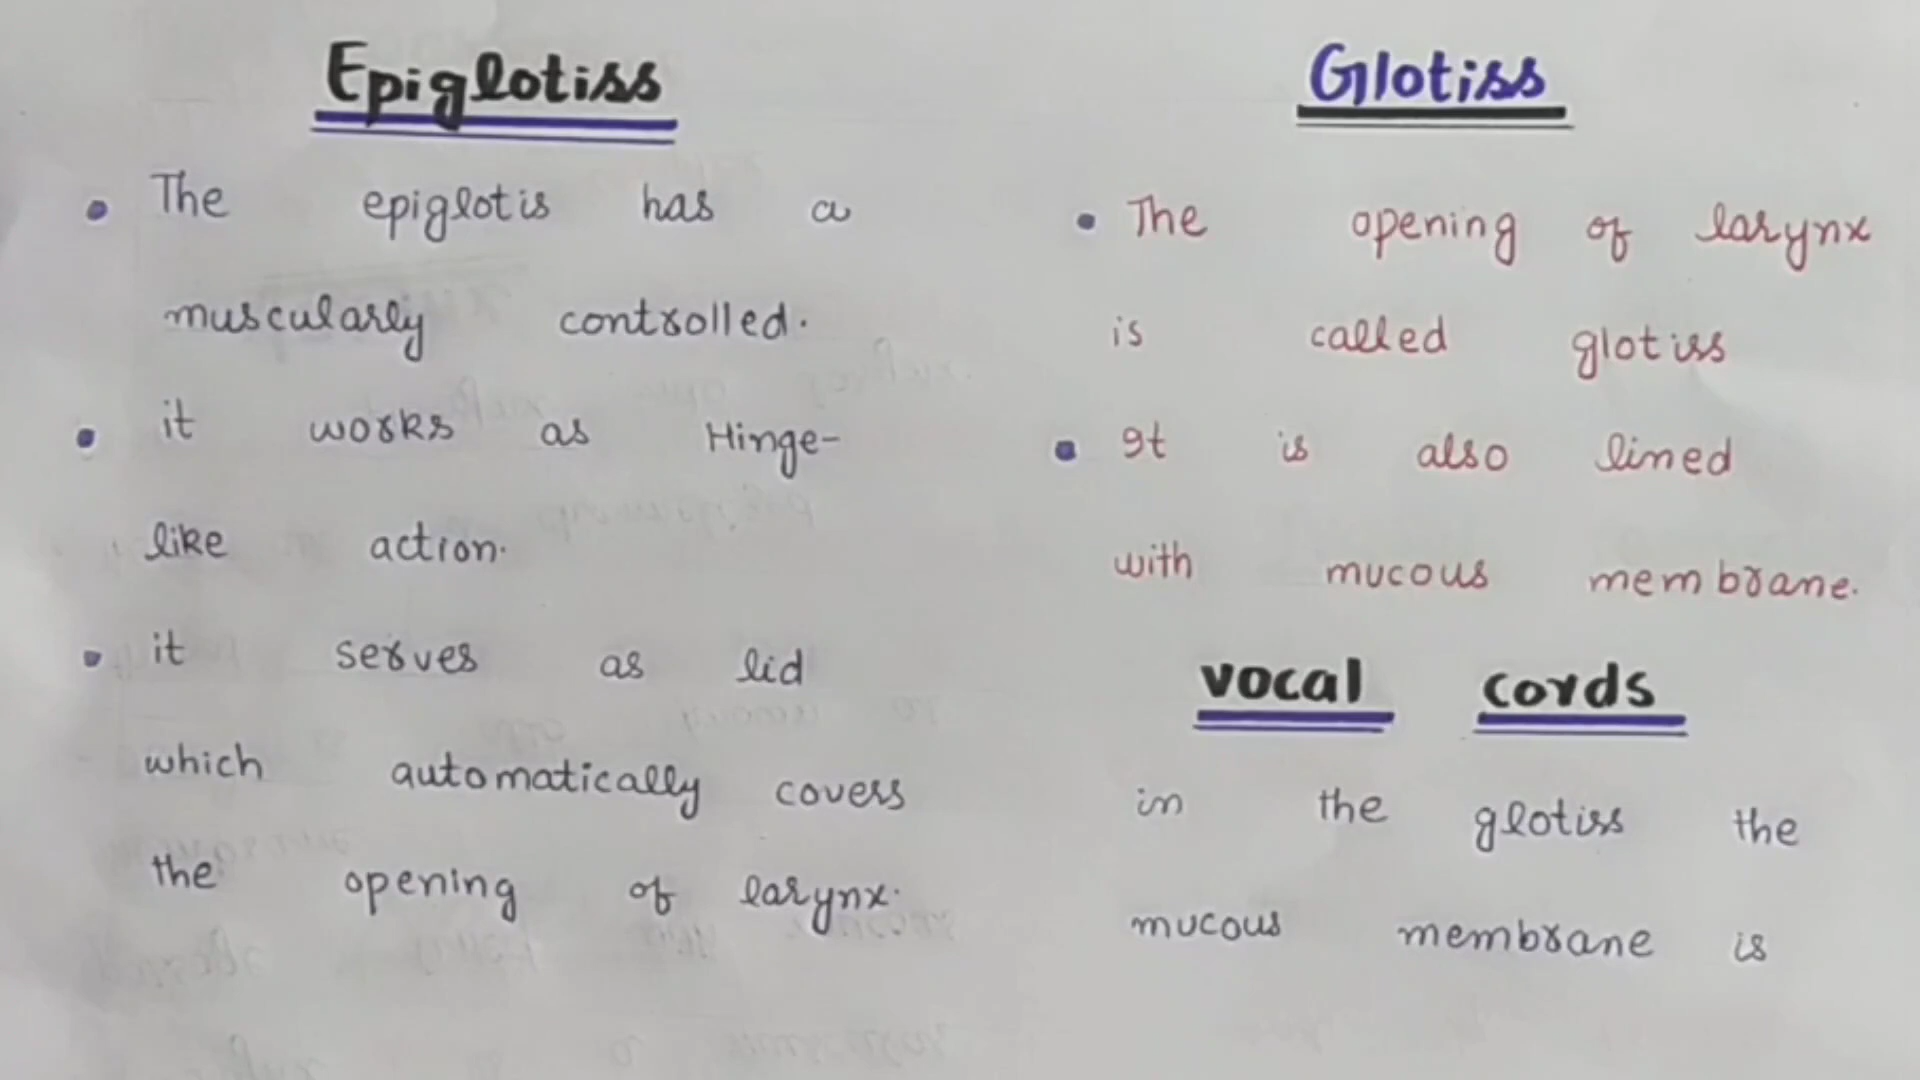 Epiglotiss
The epiglotis has a
muscularly controlled.
it works as Hinge-
like action.
it serves as lid
which automatically covers
the opening of larynx.
Glotiss
The opening of larynx
is called glotiss
It is also lined
with mucous membrane.
vocal cords
in the glotiss the
mucous membrane is